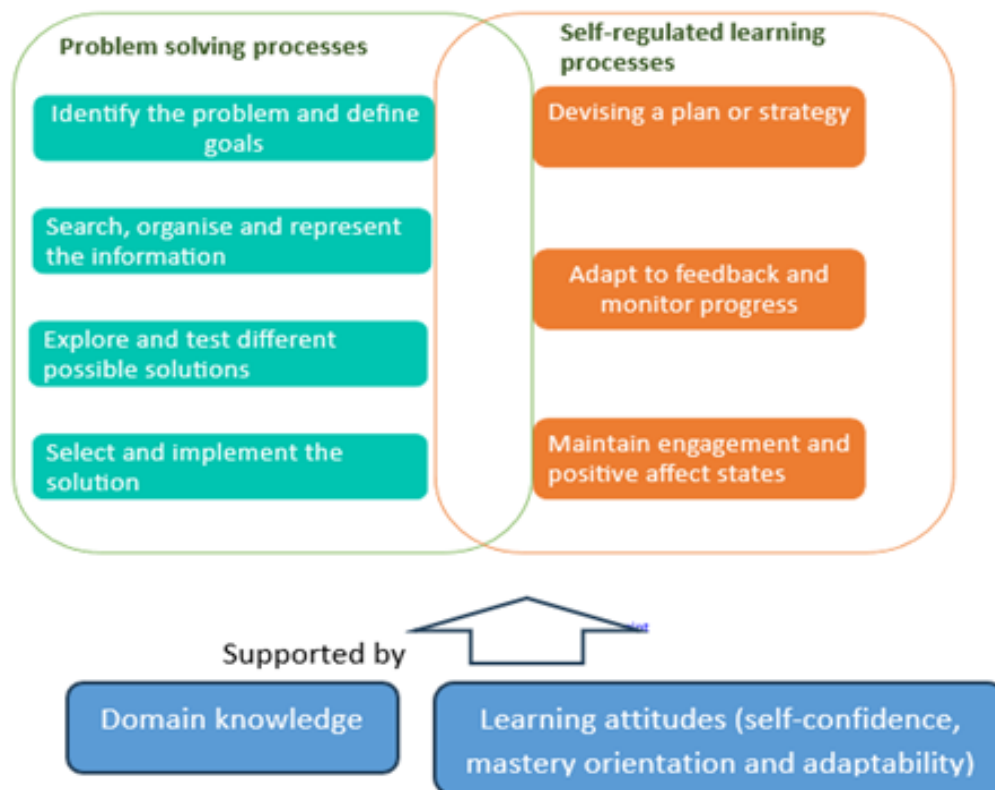 Problem solving processes
Identify the problem and define
goals
Search, organise and represent
the information
Explore and test different
possible solutions
Select and implement the
solution
Self-regulated learning
processes
Devising a plan or strategy
Adapt to feedback and
monitor progress
Maintain engagement and
positive affect states
Supported by
Domain knowledge
Learning attitudes (self-confidence,
mastery orientation and adaptability)